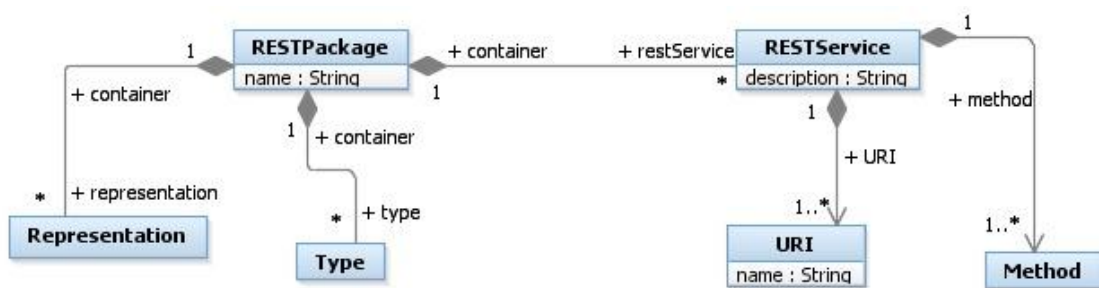 1
RESTPackage
name : String
+ container
+ restService
1
*
RESTService
description : String
1
+ container
1
+ container
1
+ method
+ URI
+ representation
*
+ type
*
1..*
1..*
Representation
Type
URI
name : String
Method